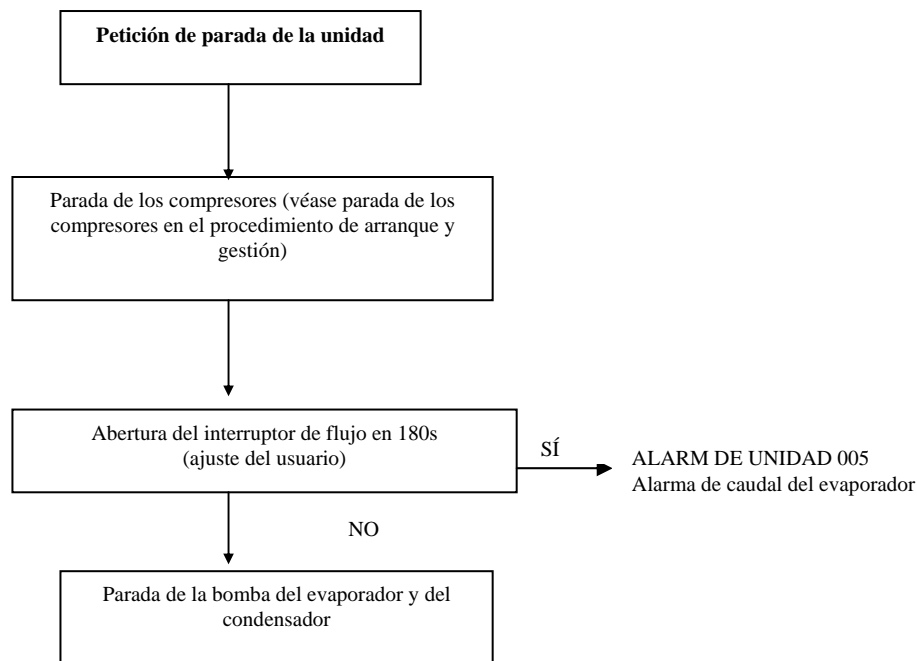 Petición de parada de la unidad
Parada de los compresores (véase parada de los
compresores en el procedimiento de arranque y
gestión)
Abertura del interruptor de flujo en 180s
(ajuste del usuario)
SÍ
ALARM DE UNIDAD 005
Alarma de caudal del evaporador
NO
Parada de la bomba del evaporador y del
condensador